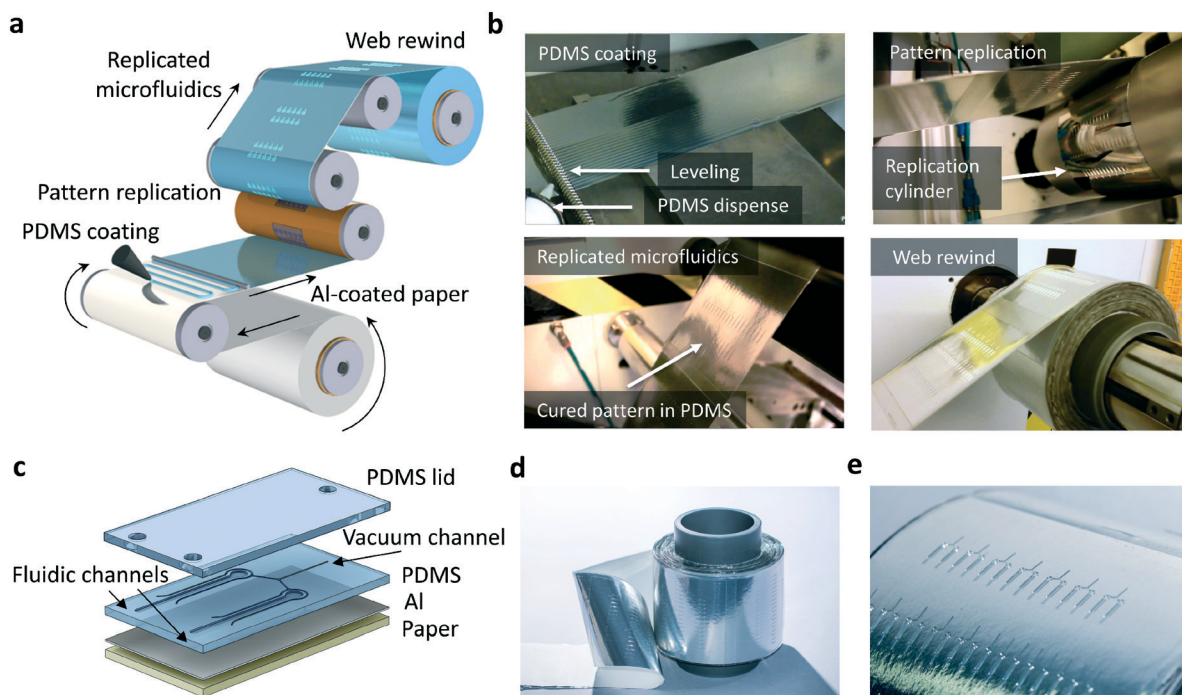 a
Replicated
microfluidics
Web rewind
Pattern replication
PDMS coating
Al-coated paper
b
PDMS coating
Leveling
PDMS dispense
Pattern replication
Replication
cylinder
Replicated microfluidics
Cured pattern in PDMS
Web rewind
c
PDMS lid
Vacuum channel
Fluidic channels
PDMS
Al
Paper
d
e